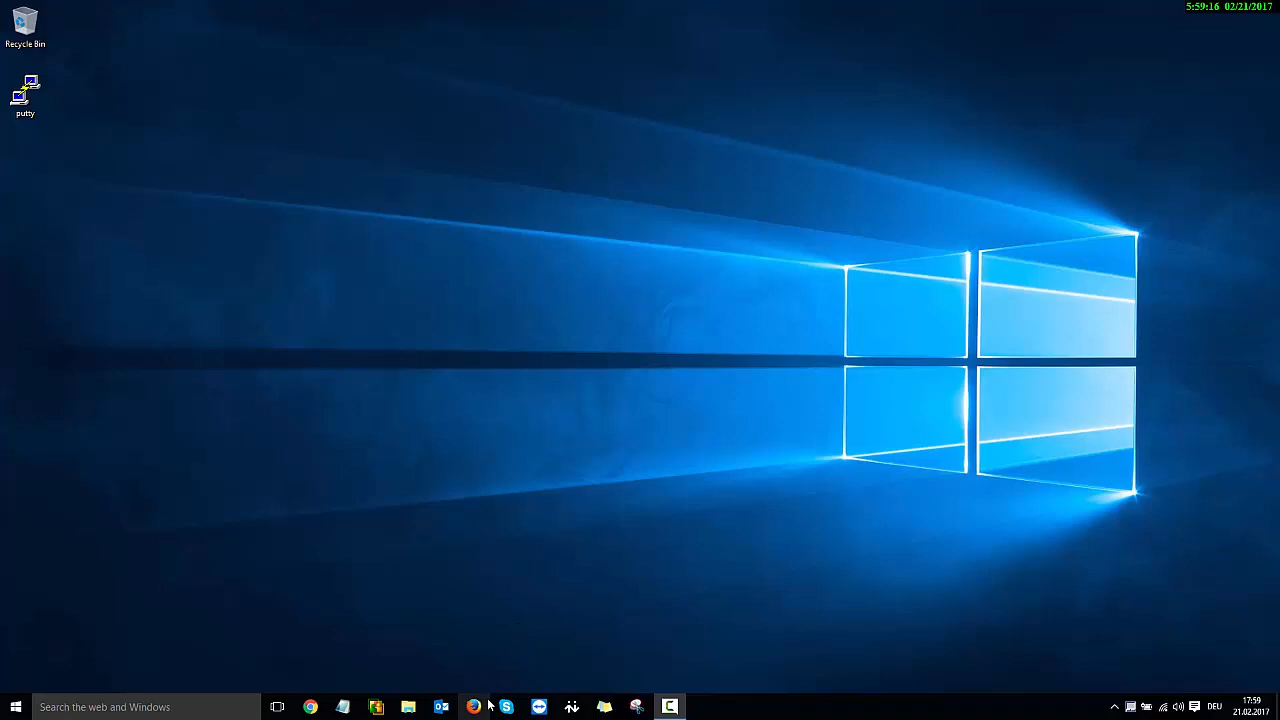 5:59:16 02/21/2017
Recycle Bin
putty
Search the web and Windows
DEU
17:59
21.02.2017